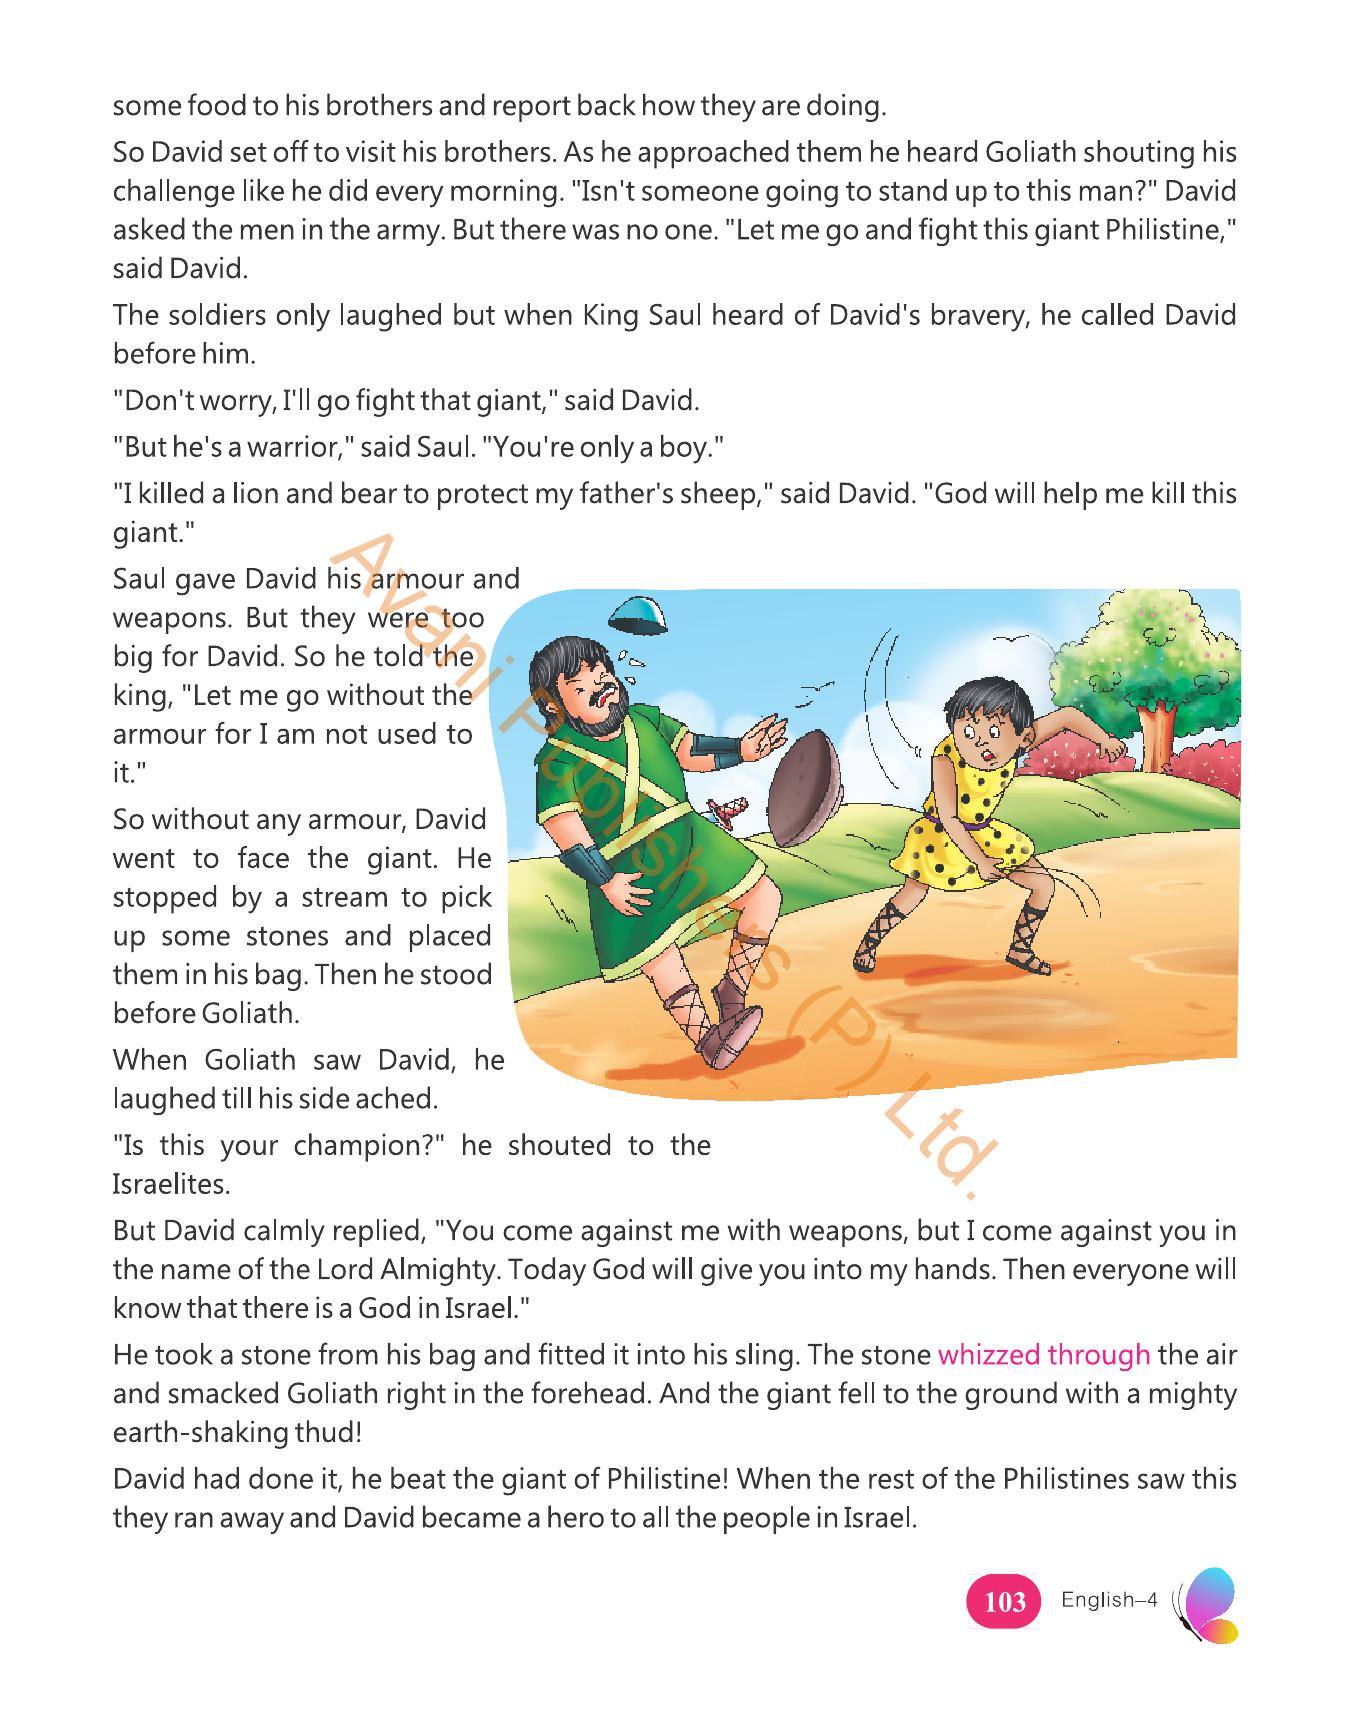 some food to his brothers and report back how they are doing.
So David set off to visit his brothers. As he approached them he heard Goliath shouting his
challenge like he did every morning. "Isn't someone going to stand up to this man?" David
asked the men in the army. But there was no one. "Let me go and fight this giant Philistine,"
said David.
The soldiers only laughed but when King Saul heard of David's bravery, he called David
before him.
"Don't worry, I'll go fight that giant," said David.
"But he's a warrior," said Saul. "You're only a boy."
"I killed a lion and bear to protect my father's sheep," said David. "God will help me kill this
giant."
Saul gave David his armour and
weapons. But they were too
big for David. So he told the
king, "Let me go without the
armour for I am not used to
it."
So without any armour, David
went to face the giant. He
stopped by a stream to pick
up some stones and placed
them in his bag. Then he stood
before Goliath.
When Goliath saw David, he
laughed till his side ached.
"Is this your champion?" he shouted to the
Israelites.
But David calmly replied, "You come against me with weapons, but I come against you in
the name of the Lord Almighty. Today God will give you into my hands. Then everyone will
know that there is a God in Israel."
He took a stone from his bag and fitted it into his sling. The stone whizzed through the air
and smacked Goliath right in the forehead. And the giant fell to the ground with a mighty
earth-shaking thud!
David had done it, he beat the giant of Philistine! When the rest of the Philistines saw this
they ran away and David became a hero to all the people in Israel.
103 English–4
Avani Publishers (P) Ltd.